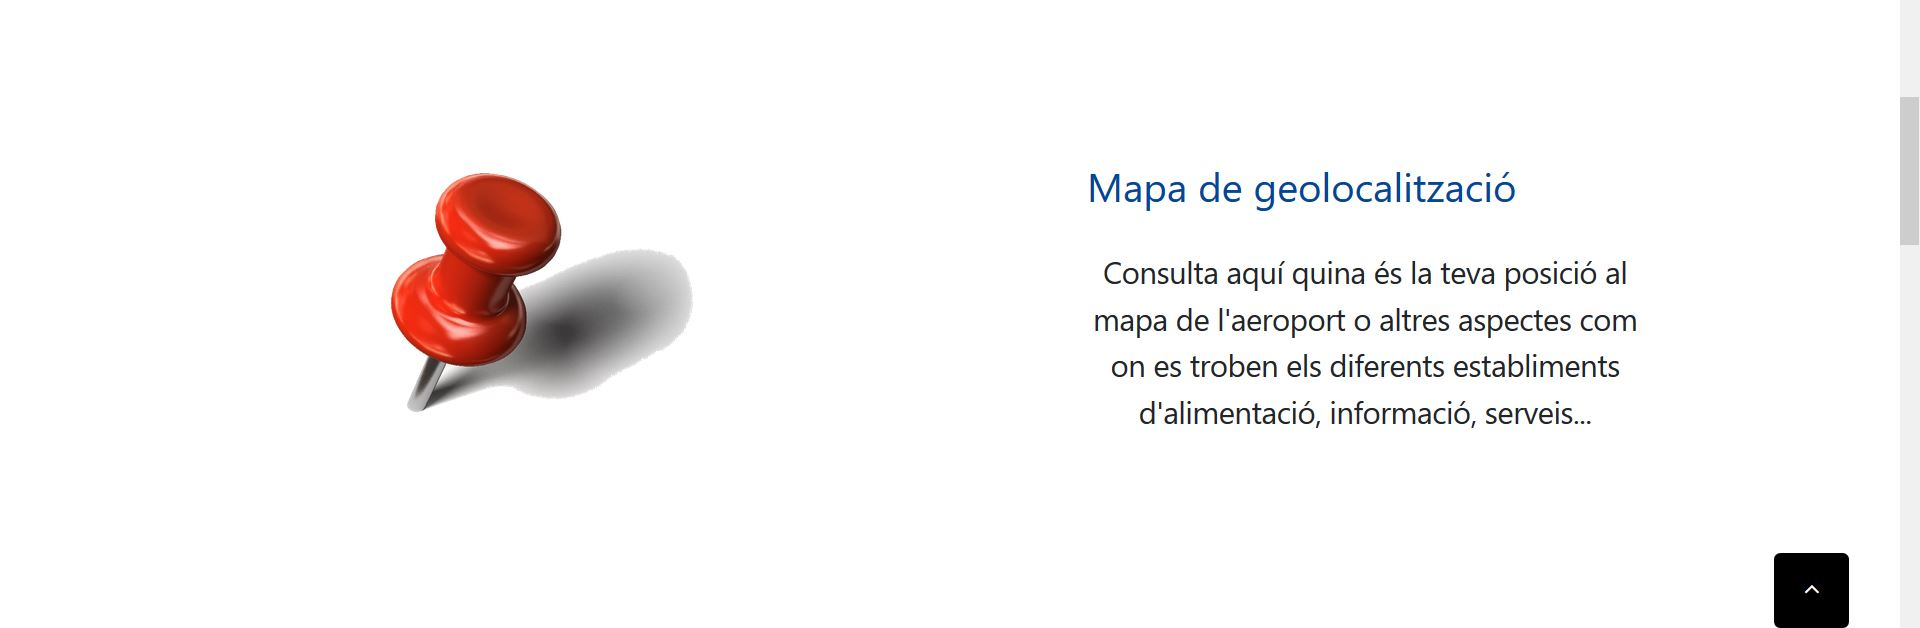 Mapa de geolocalització
Consulta aquí quina és la teva posició al
mapa de l'aeroport o altres aspectes com
on es troben els diferents establiments
d'alimentació, informació, serveis...